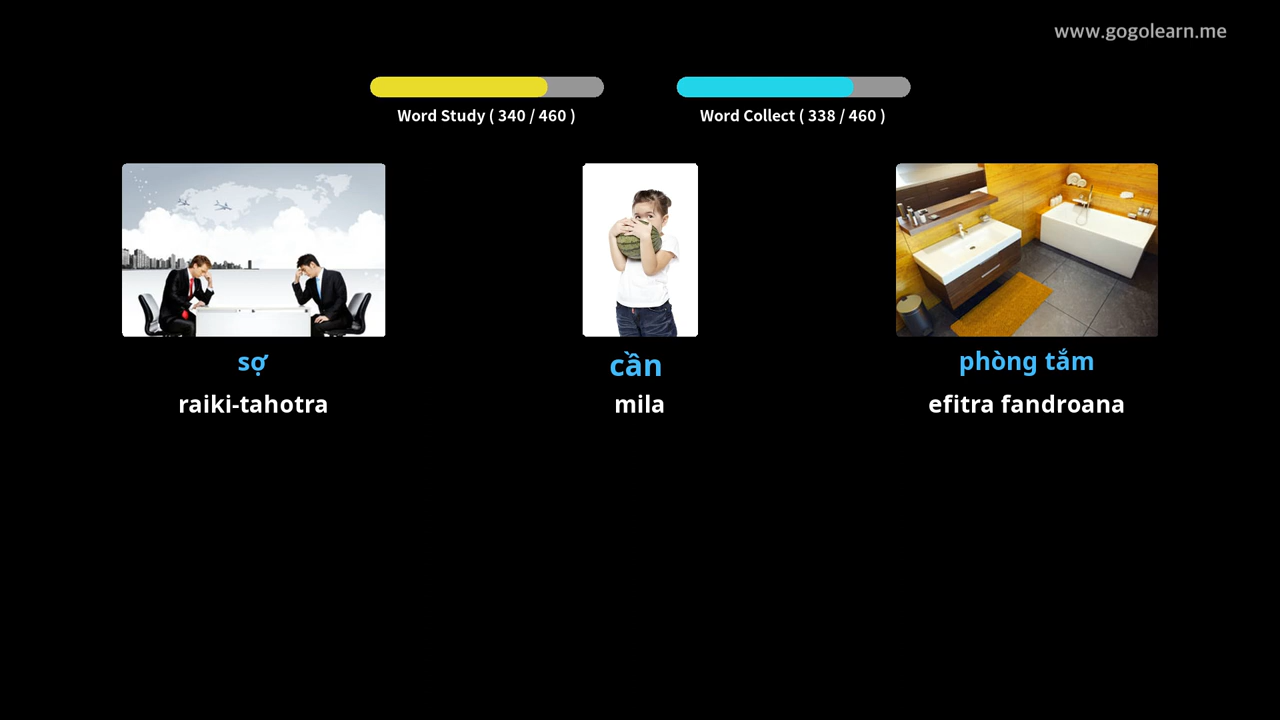 www.gogolearn.me
Word Study ( 340 / 460 )
Word Collect ( 338 / 460 )
sợ
cần
phòng tắm
raiki-tahotra
mila
efitra fandroana